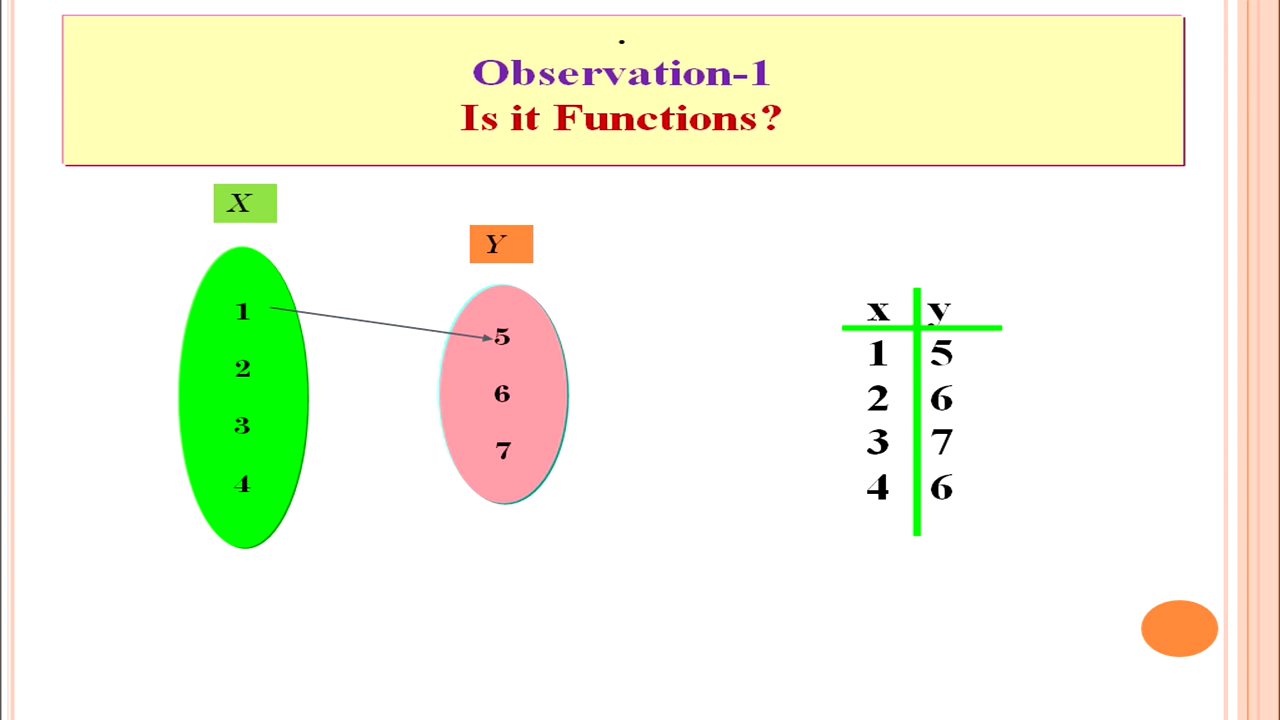 .
Observation-1
Is it Functions?
X
Y
1
2
3
4
5
6
7
x y
1 5
2 6
3 7
4 6